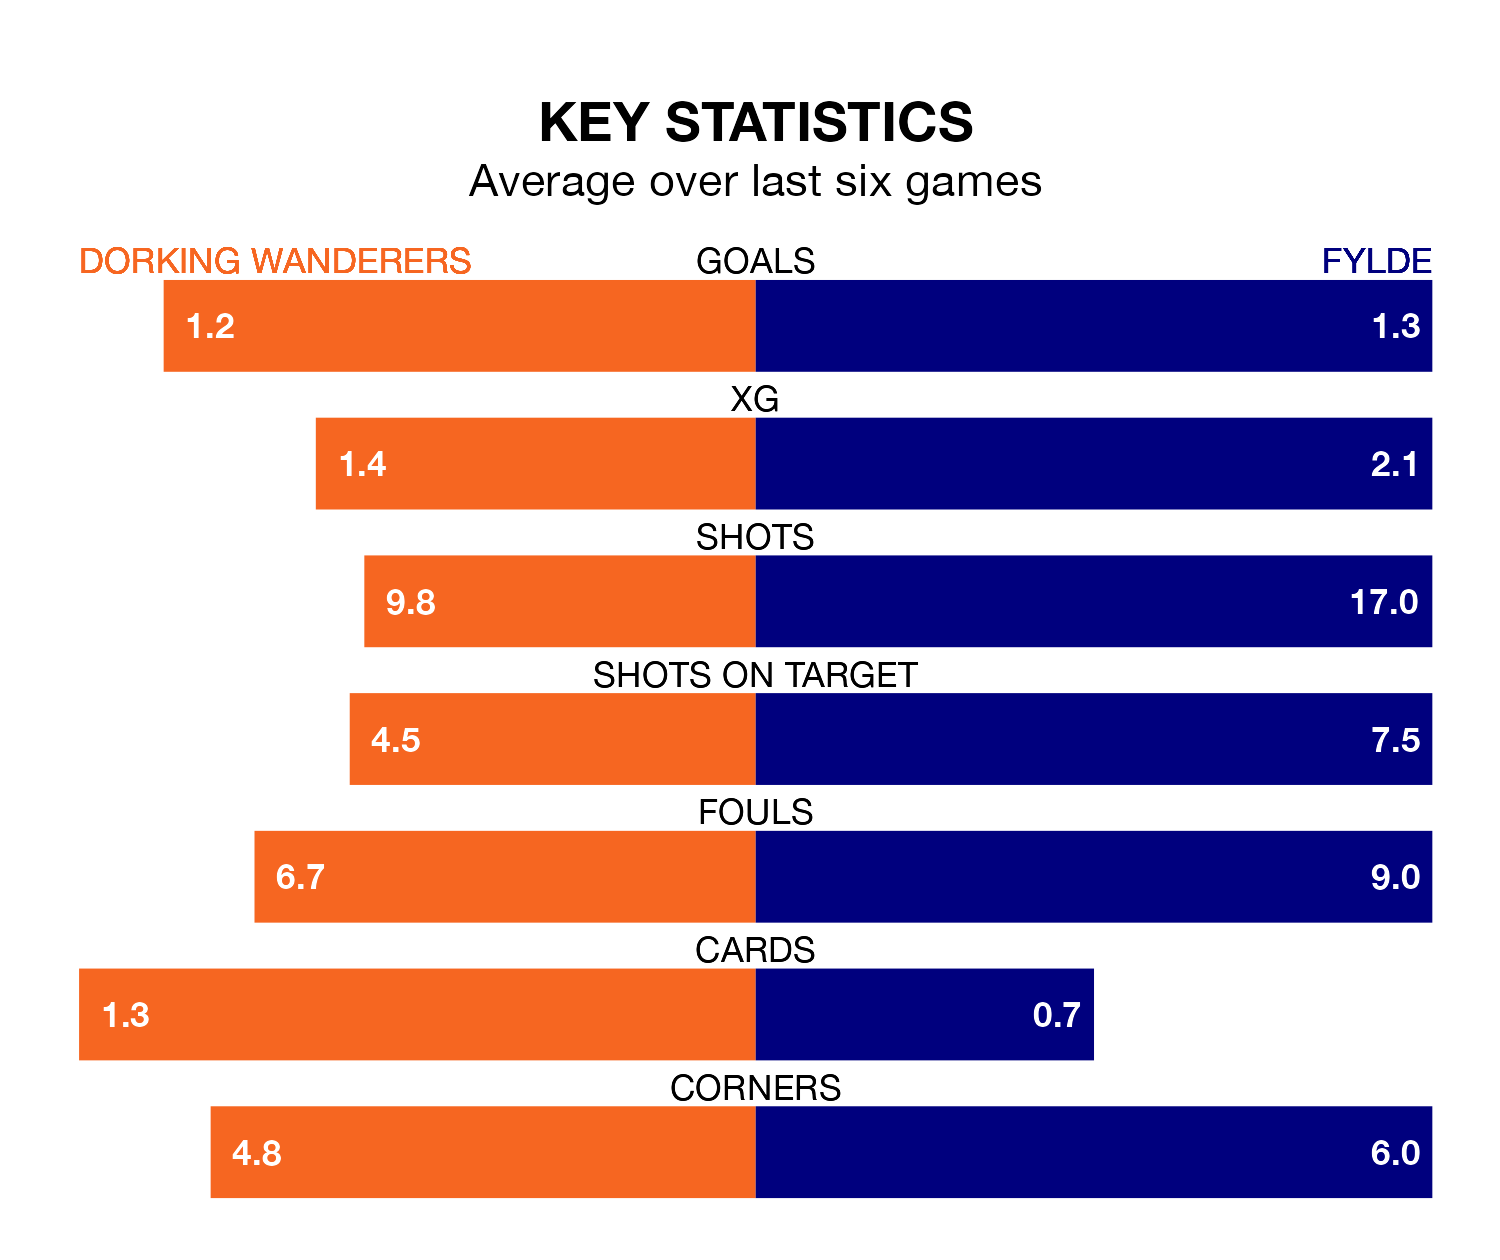 KEY STATISTICS
Average over last six games
DORKING WANDERERS GOALS FYLDE
1.2 1.3
XG
1.4 2.1
SHOTS
9.8 17.0
SHOTS ON TARGET
4.5 7.5
FOULS
6.7 9.0
CARDS
1.3 0.7
CORNERS
4.8 6.0